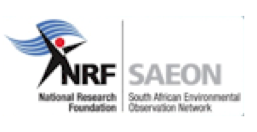 NRF
National Research
Foundation
SAEON
South African Environmental
Observation Network